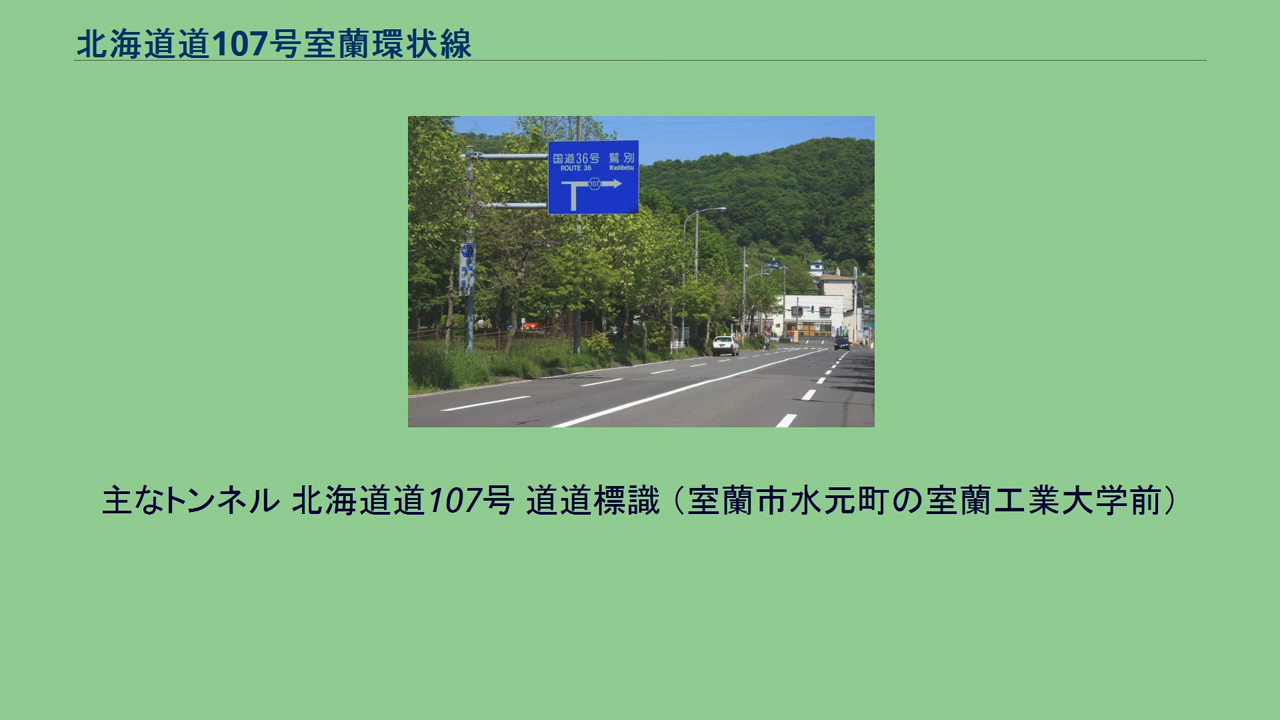 北海道道107号室蘭環状線
国道36号 鷲別
ROUTE 36 Washibetsu
107
主なトンネル 北海道道107号 道道標識（室蘭市水元町の室蘭工業大学前）